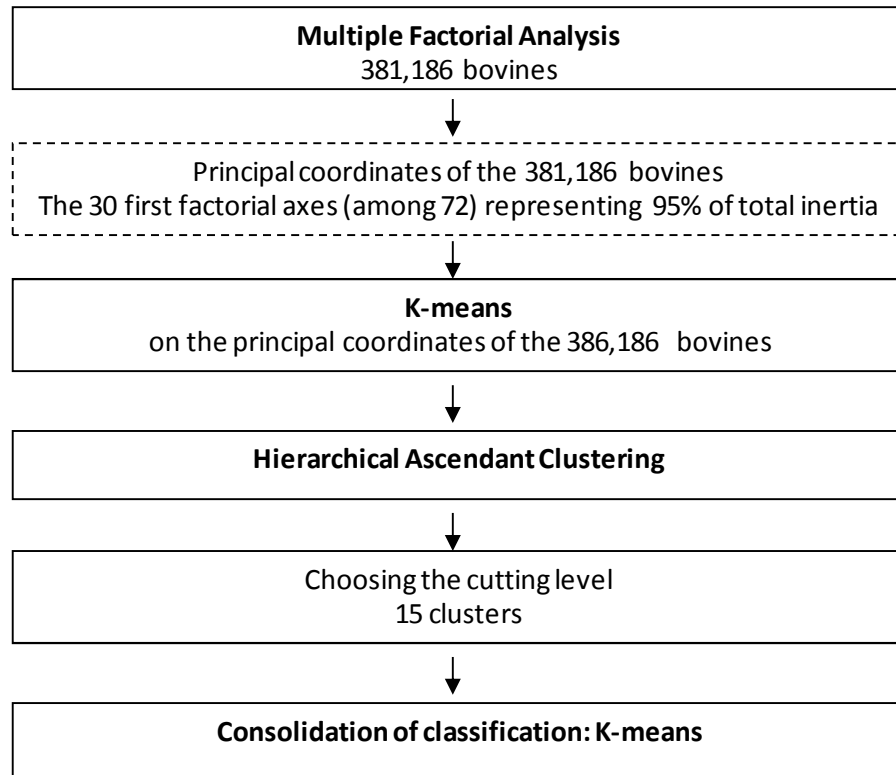 Multiple Factorial Analysis
381,186 bovines
Principal coordinates of the 381,186 bovines
The 30 first factorial axes (among 72) representing 95% of total inertia
K-means
on the principal coordinates of the 386,186 bovines
Hierarchical Ascendant Clustering
Choosing the cutting level
15 clusters
Consolidation of classification: K-means